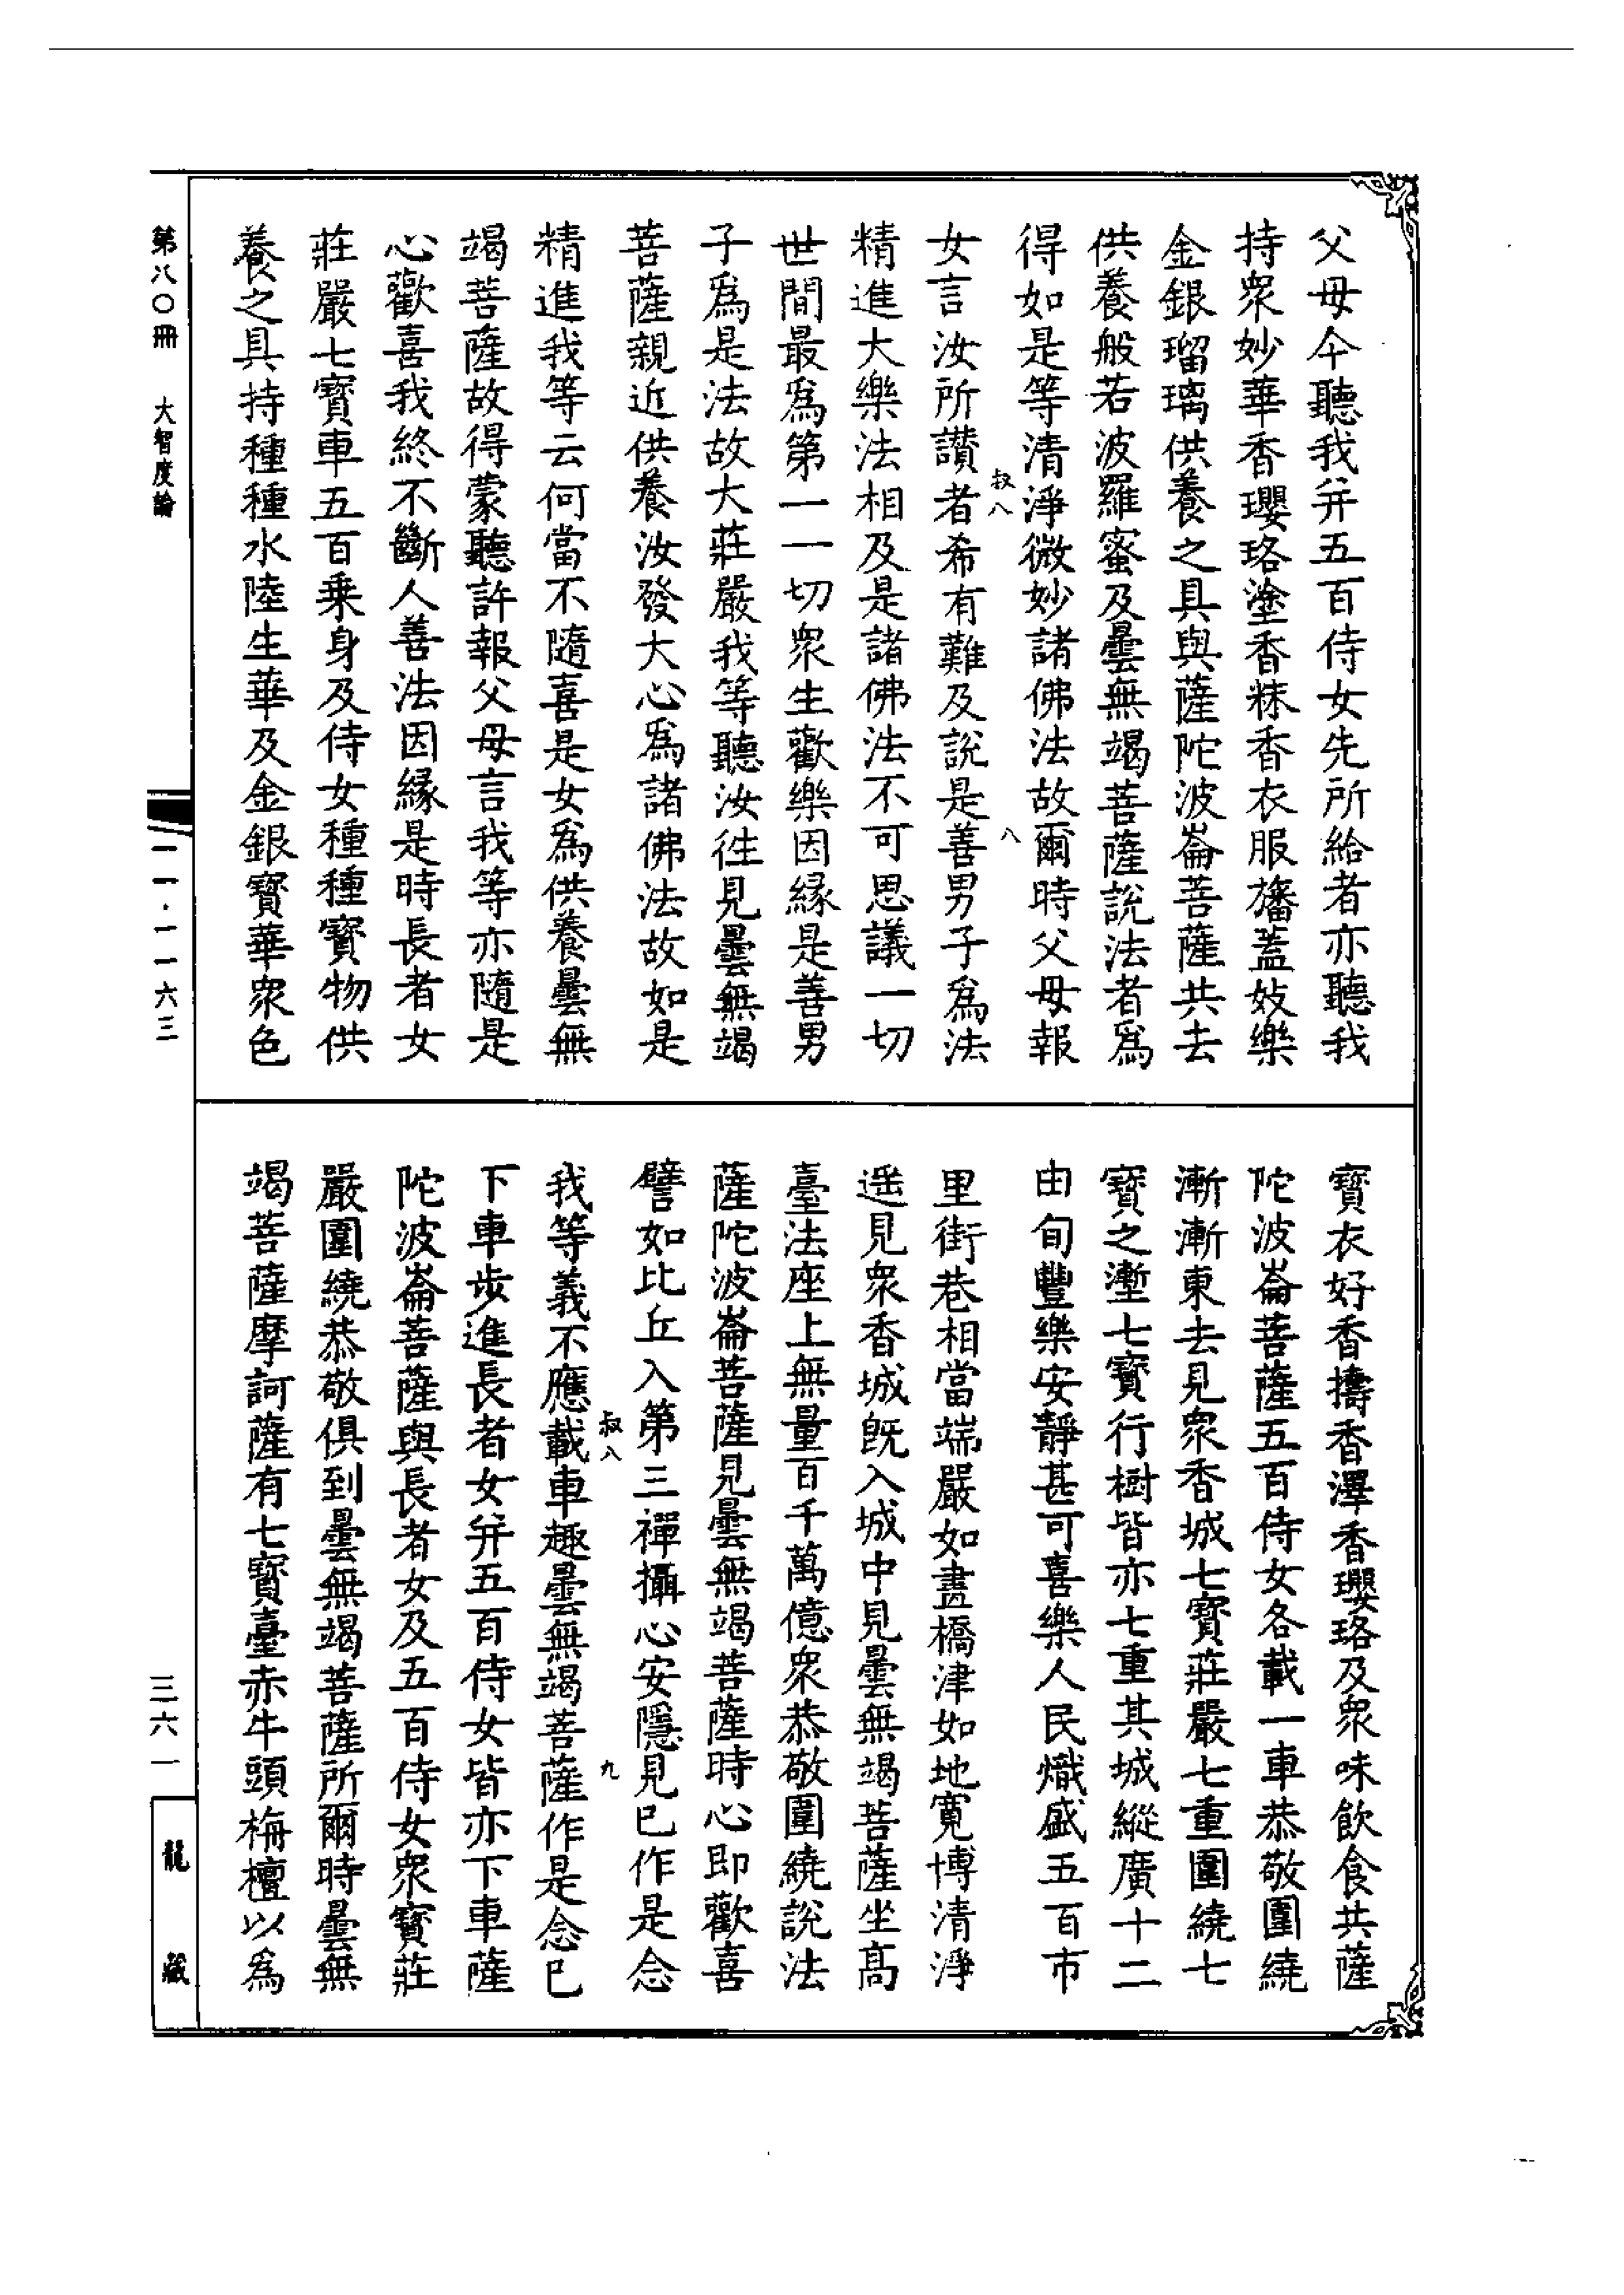 父母今聽我并五百侍女先所給者亦聽我
持衆妙華香瓔珞塗香粖香衣服旛蓋妓樂
金銀瑠璃供養之具與薩陀波崙菩薩共去
供養般若波羅蜜及曇無竭菩薩說法者爲
得如是等清淨微妙諸佛法故爾時父母報
叔八
八
女言汝所讚者希有難及說是善男子爲法
精進大樂法相及是諸佛法不可思議一切
世間最爲第一一切衆生歡樂因緣是善男
子爲是法故大莊嚴我等聽汝往見曇無竭
菩薩親近供養汝發大心爲諸佛法故如是
精進我等云何當不隨喜是女爲供養曇無
竭菩薩故得蒙聽許報父母言我等亦隨是
心歡喜我終不斷人善法因緣是時長者女
莊嚴七寶車五百乗身及侍女種種寶物供
養之具持種種水陸生華及金銀寶華衆色
寶衣好香擣香澤香瓔珞及衆味飲食共薩
陀波崙菩薩五百侍女各載一車恭敬圍繞
漸漸東去見衆香城七寶莊嚴七重圍繞七
寶之壍七寶行樹皆亦七重其城縱廣十二
由旬豐樂安靜甚可喜樂人民熾盛五百市
里街巷相當端嚴如畫橋津如地寬博清淨
遥見衆香城旣入城中見曇無竭菩薩坐高
臺法座上無量百千萬億衆恭敬圍繞說法
薩陀波崙菩薩見曇無竭菩薩時心即歡喜
譬如比丘入第三禪攝心安隱見已作是念
叔八
九
我等義不應載車趣曇無竭菩薩作是念已
下車步進長者女并五百侍女皆亦下車薩
陀波崙菩薩與長者女及五百侍女衆寶莊
嚴圍繞恭敬俱到曇無竭菩薩所爾時曇無
竭菩薩摩訶薩有七寶臺赤牛頭栴檀以爲
第八〇冊 大智度論
一一·一一六三
三六一
龍藏